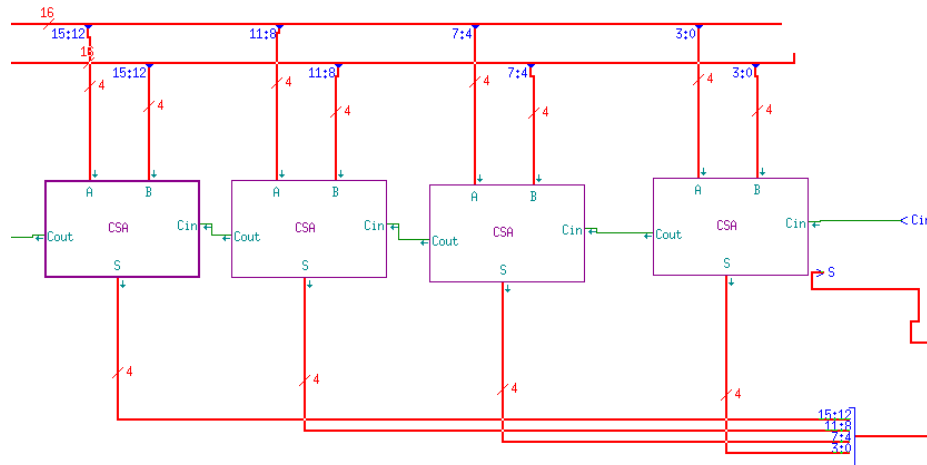 16
15:12 11:8 7:4 3:0
16
15:12 11:8 7:4 3:0
4 4 4 4 4 4 4 4
A B A B A B A B
CSA Cin CSA Cin CSA Cin CSA Cin Cin
Cout Cout Cout Cout
S S S S
S
4 4 4 4
15:12
11:8
7:4
3:0